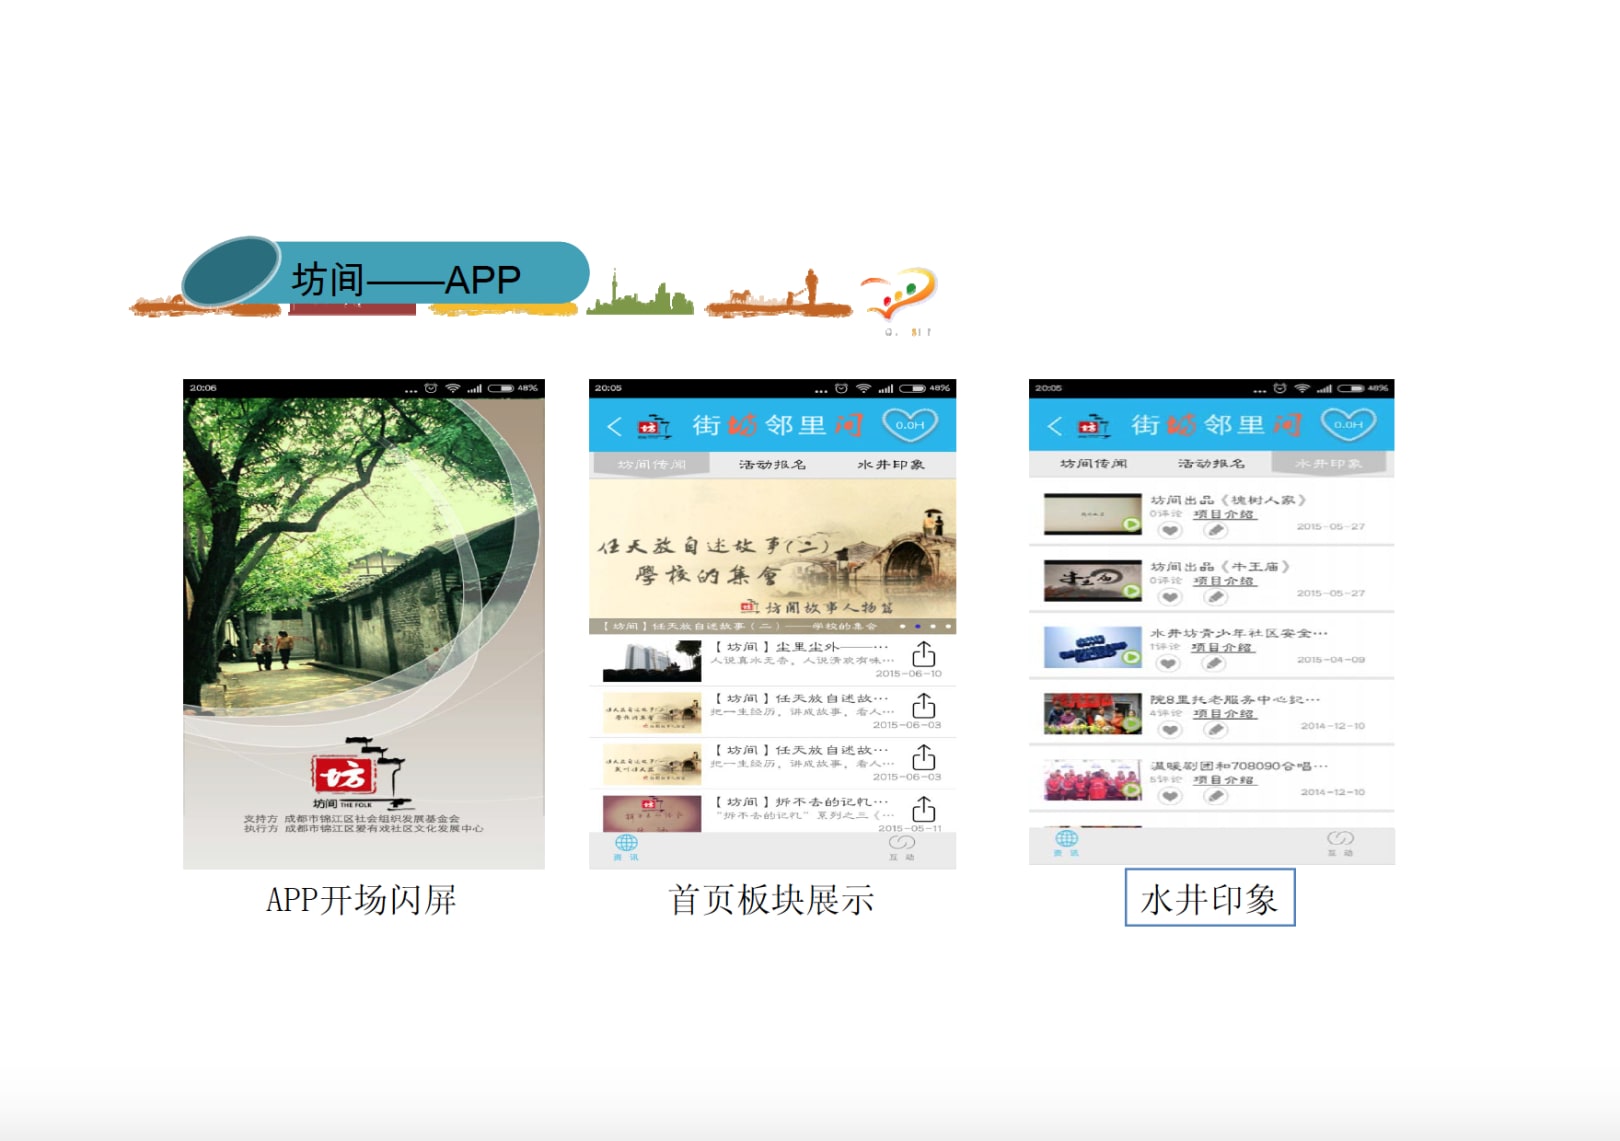 坊间——APP
20:06
48%
坊
坊间 THE FOLK
支持方 成都市锦江区社会组织发展基金会
执行方 成都市锦江区爱有戏社区文化发展中心
APP开场闪屏
20:05
48%
坊
街坊邻里间
0.0H
坊间传闻 活动报名 水井印象
任天放自述故事(二)
學校的集會
坊間故事人物篇
【坊间】任天放自述故事（二）——学校的集会
【坊间】尘里尘外——…
人说真水无杏，人说清欢有味…
2015-06-10
【坊间】任天放自述故…
把一生经历，讲成故事，看人…
2015-06-03
【坊间】任天放自述故…
把一生经历，讲成故事，看人…
2015-06-03
【坊间】拆不去的记忆…
“拆不去的记忆”系列之三《…
2015-05-11
资讯
互动
首页板块展示
20:05
48%
坊
街坊邻里间
0.0H
坊间传闻 活动报名 水井印象
坊间出品《槐树人家》
0评论 项目介绍
2015-05-27
牛王庙
坊间出品《牛王庙》
0评论 项目介绍
2015-05-27
水井坊青少年社区安全…
1评论 项目介绍
2015-04-09
院8里托老服务中心记…
4评论 项目介绍
2014-12-10
温暖剧团和708090合唱…
5评论 项目介绍
2014-12-10
资讯
互动
水井印象